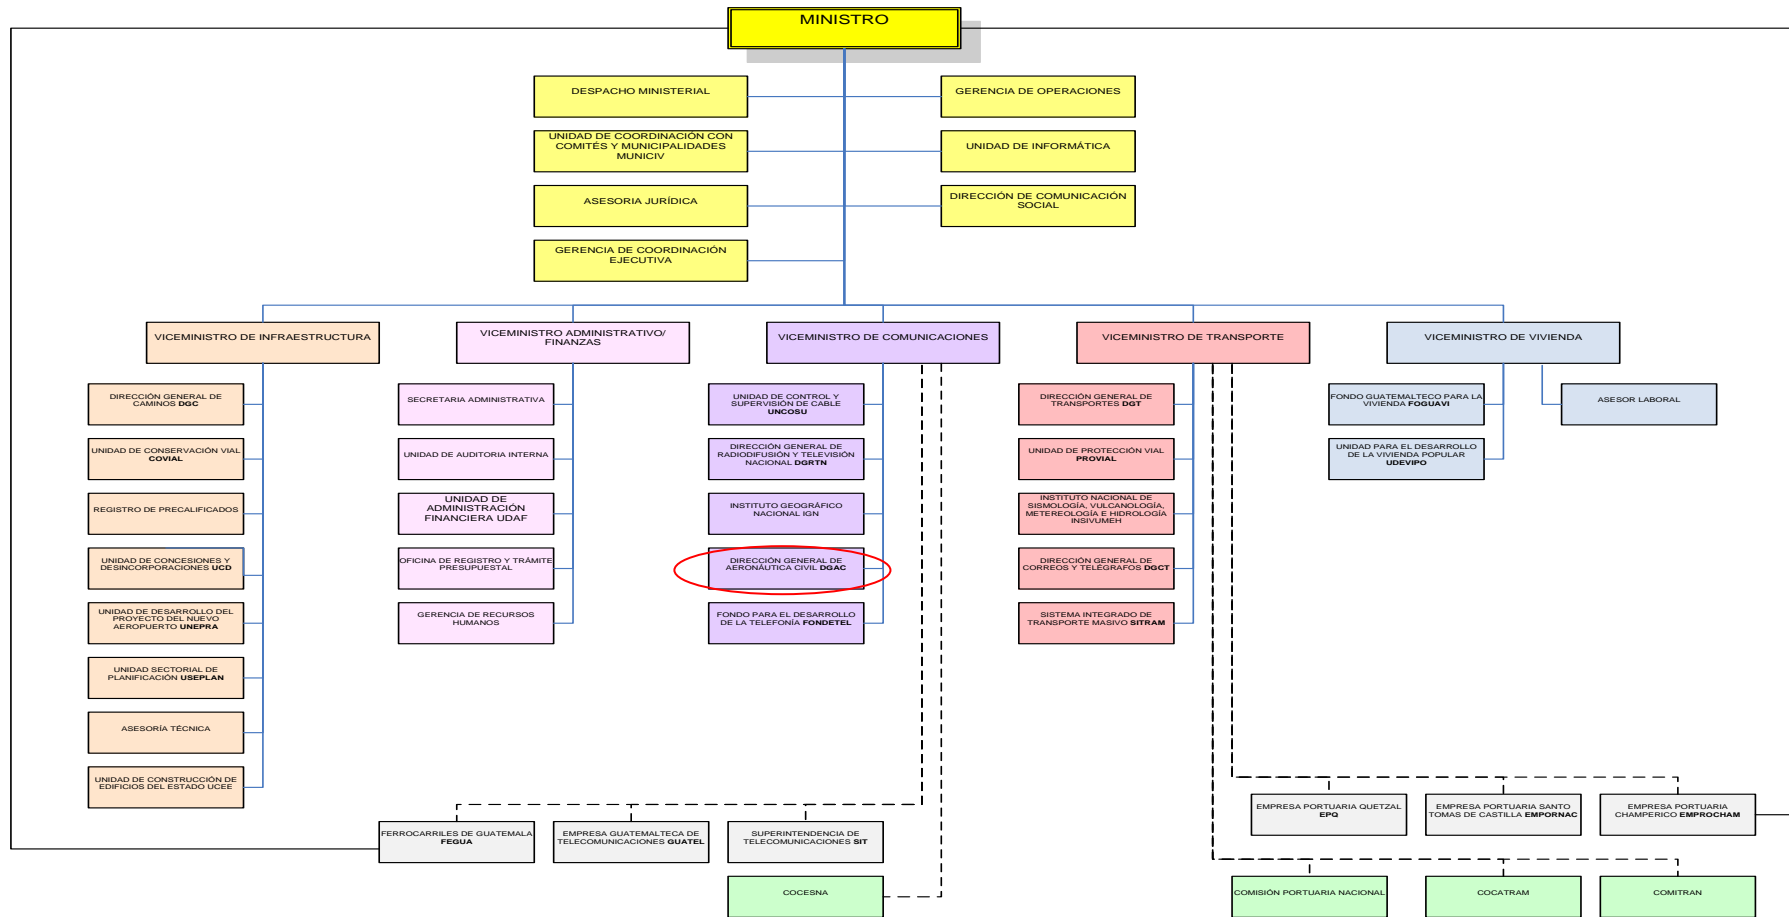 MINISTRO
DESPACHO MINISTERIAL
GERENCIA DE OPERACIONES
UNIDAD DE COORDINACIÓN CON
COMITÉS Y MUNICIPALIDADES
MUNICIV
UNIDAD DE INFORMÁTICA
ASESORIA JURÍDICA
DIRECCIÓN DE COMUNICACIÓN
SOCIAL
GERENCIA DE COORDINACIÓN
EJECUTIVA
VICEMINISTRO DE INFRAESTRUCTURA
VICEMINISTRO ADMINISTRATIVO/
FINANZAS
VICEMINISTRO DE COMUNICACIONES
VICEMINISTRO DE TRANSPORTE
VICEMINISTRO DE VIVIENDA
DIRECCIÓN GENERAL DE
CAMINOS DGC
UNIDAD DE CONSERVACIÓN VIAL
COVIAL
REGISTRO DE PRECALIFICADOS
UNIDAD DE CONCESIONES Y
DESINCORPORACIONES UCD
UNIDAD DE DESARROLLO DEL
PROYECTO DEL NUEVO
AEROPUERTO UNEPRA
UNIDAD SECTORIAL DE
PLANIFICACIÓN USEPLAN
ASESORÍA TÉCNICA
UNIDAD DE CONSTRUCCIÓN DE
EDIFICIOS DEL ESTADO UCEE
SECRETARIA ADMINISTRATIVA
UNIDAD DE AUDITORIA INTERNA
UNIDAD DE
ADMINISTRACIÓN
FINANCIERA UDAF
OFICINA DE REGISTRO Y TRÁMITE
PRESUPUESTAL
GERENCIA DE RECURSOS
HUMANOS
UNIDAD DE CONTROL Y
SUPERVISIÓN DE CABLE
UNCOSU
DIRECCIÓN GENERAL DE
RADIODIFUSIÓN Y TELEVISIÓN
NACIONAL DGRTN
INSTITUTO GEOGRÁFICO
NACIONAL IGN
DIRECCIÓN GENERAL DE
AERONÁUTICA CIVIL DGAC
FONDO PARA EL DESARROLLO
DE LA TELEFONÍA FONDETEL
DIRECCIÓN GENERAL DE
TRANSPORTES DGT
UNIDAD DE PROTECCIÓN VIAL
PROVIAL
INSTITUTO NACIONAL DE
SISMOLOGÍA, VULCANOLOGÍA,
METEREOLOGÍA E HIDROLOGÍA
INSIVUMEH
DIRECCIÓN GENERAL DE
CORREOS Y TELÉGRAFOS DGCT
SISTEMA INTEGRADO DE
TRANSPORTE MASIVO SITRAM
FONDO GUATEMALTECO PARA LA
VIVIENDA FOGUAVI
ASESOR LABORAL
UNIDAD PARA EL DESARROLLO
DE LA VIVIENDA POPULAR
UDEVIPO
FERROCARRILES DE GUATEMALA
FEGUA
EMPRESA GUATEMALTECA DE
TELECOMUNICACIONES GUATEL
SUPERINTENDENCIA DE
TELECOMUNICACIONES SIT
COCESNA
EMPRESA PORTUARIA QUETZAL
EPQ
EMPRESA PORTUARIA SANTO
TOMAS DE CASTILLA EMPORNAC
EMPRESA PORTUARIA
CHAMPERICO EMPROCHAM
COMISIÓN PORTUARIA NACIONAL
COCATRAM
COMITRAN